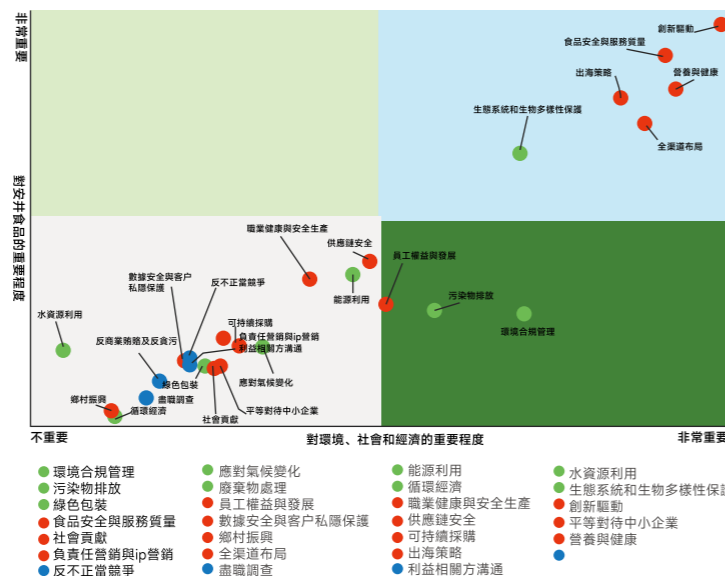 非常重要
對安井食品的重要程度
創新驅動
食品安全與服務質量
出海策略
營養與健康
生態系統和生物多樣性保護
全渠道布局
職業健康與安全生產
供應鏈安全
員工權益與發展
數據安全與客户
私隱保護
反不正當競爭
能源利用
污染物排放
水資源利用
可持續採購
環境合規管理
反商業賄賂及反貪污
負責任營銷與ip營銷
利益相關方溝通
綠色包裝
應對氣候變化
盡職調查
鄉村振興
循環經濟
社會貢獻
平等對待中小企業
不重要
對環境、社會和經濟的重要程度
非常重要
環境合規管理
應對氣候變化
能源利用
水資源利用
污染物排放
廢棄物處理
循環經濟
生態系統和生物多樣性保護
綠色包裝
員工權益與發展
職業健康與安全生產
創新驅動
食品安全與服務質量
數據安全與客户私隱保護
供應鏈安全
平等對待中小企業
社會貢獻
鄉村振興
可持續採購
營養與健康
負責任營銷與ip營銷
全渠道布局
出海策略
反不正當競爭
盡職調查
利益相關方溝通